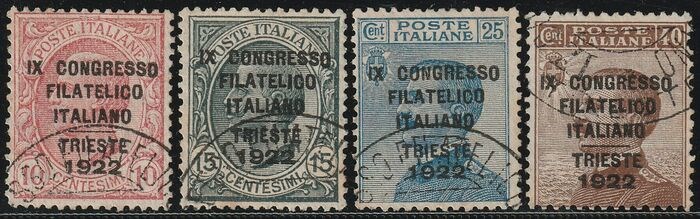 POSTE ITALIANE
IX CONGRESSO
FILATELICO
ITALIANO
TRIESTE
1922
10 10
CENTESIMI
POSTE ITALIANE
IX CONGRESSO
FILATELICO
ITALIANO
TRIESTE
1922
15 15
CENTESIMI
Cent POSTE 25
ITALIANE
IX CONGRESSO
FILATELICO
ITALIANO
TRIESTE
1922
Cent POSTE 40
ITALIANE
IX CONGRESSO
FILATELICO
ITALIANO
TRIESTE
1922